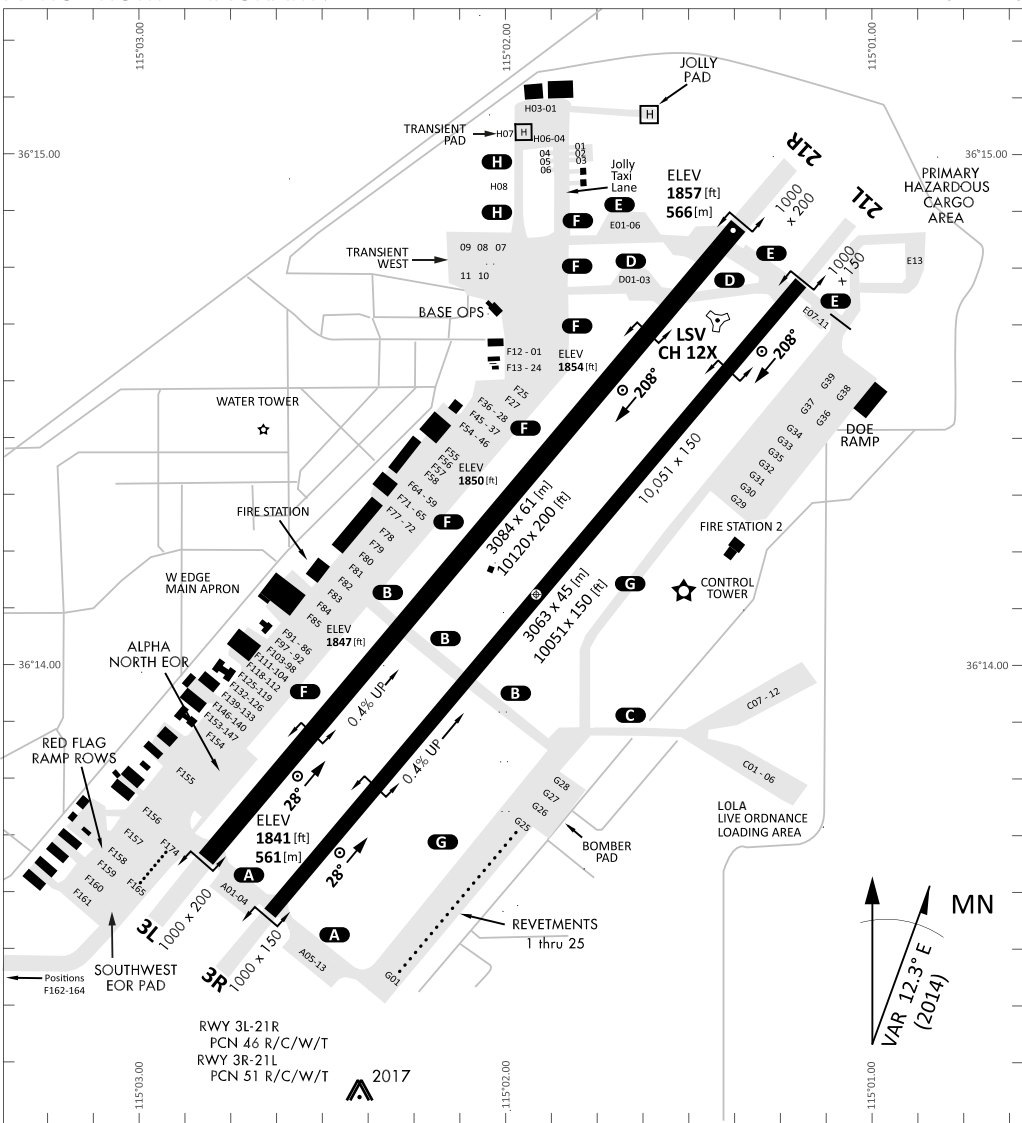 115°03.00
115°02.00
115°01.00
JOLLY
PAD
H03-01
H
TRANSIENT
PAD
H07
H
H06-04
36°15.00
36°15.00
H
04
05
06
01
02
03
H08
Jolly
Taxi
Lane
ELEV
1857 [ft]
566 [m]
21R
1000
x 200
21L
PRIMARY
HAZARDOUS
CARGO
AREA
H
F
E
E01-06
TRANSIENT
WEST
09 08 07
11 10
F
D
D01-03
E
D
1000
x 150
E13
BASE OPS
E
E07-11
F
LSV
CH 12X
208°
208°
F12 - 01
F13 - 24
ELEV
1854 [ft]
WATER TOWER
F25
F27
F36 - 28
F45 - 37
F54 - 46
F
G39
G38
G37
G36
G34
G33
G35
G32
G31
G30
G29
DOE
RAMP
F55
F56
F57
F58
ELEV
1850 [ft]
F64 - 59
F71 - 65
F77 - 72
10,051 x 150
FIRE STATION
F
3084 x 61 [m]
10120x 200 [ft]
FIRE STATION 2
F78
F79
F80
F81
F82
F83
F84
F85
W EDGE
MAIN APRON
B
G
CONTROL
TOWER
3063 x 45 [m]
10051x 150 [ft]
ELEV
1847 [ft]
B
ALPHA
NORTH EOR
F91 - 86
F97 - 92
F103-98
F111-104
F118-112
F125-119
F132-126
F139-133
F146-140
F153-147
F154
36°14.00
F
B
0.4% UP
C
C07 - 12
RED FLAG
RAMP ROWS
0.4% UP
F155
C01 - 06
28°
G28
G27
G26
G25
F156
F157
F158
F159
F160
F161
F174
F165
ELEV
1841 [ft]
561 [m]
LOLA
LIVE ORDNANCE
LOADING AREA
28°
G
BOMBER
PAD
A
A01-04
1000 x 200
3L
MN
REVETMENTS
1 thru 25
A
A05-13
1000 x 150
3R
SOUTHWEST
EOR PAD
Positions
F162-164
G01
VAR 12.3° E
(2014)
RWY 3L-21R
PCN 46 R/C/W/T
RWY 3R-21L
PCN 51 R/C/W/T
2017
115°03.00
115°02.00
115°01.00